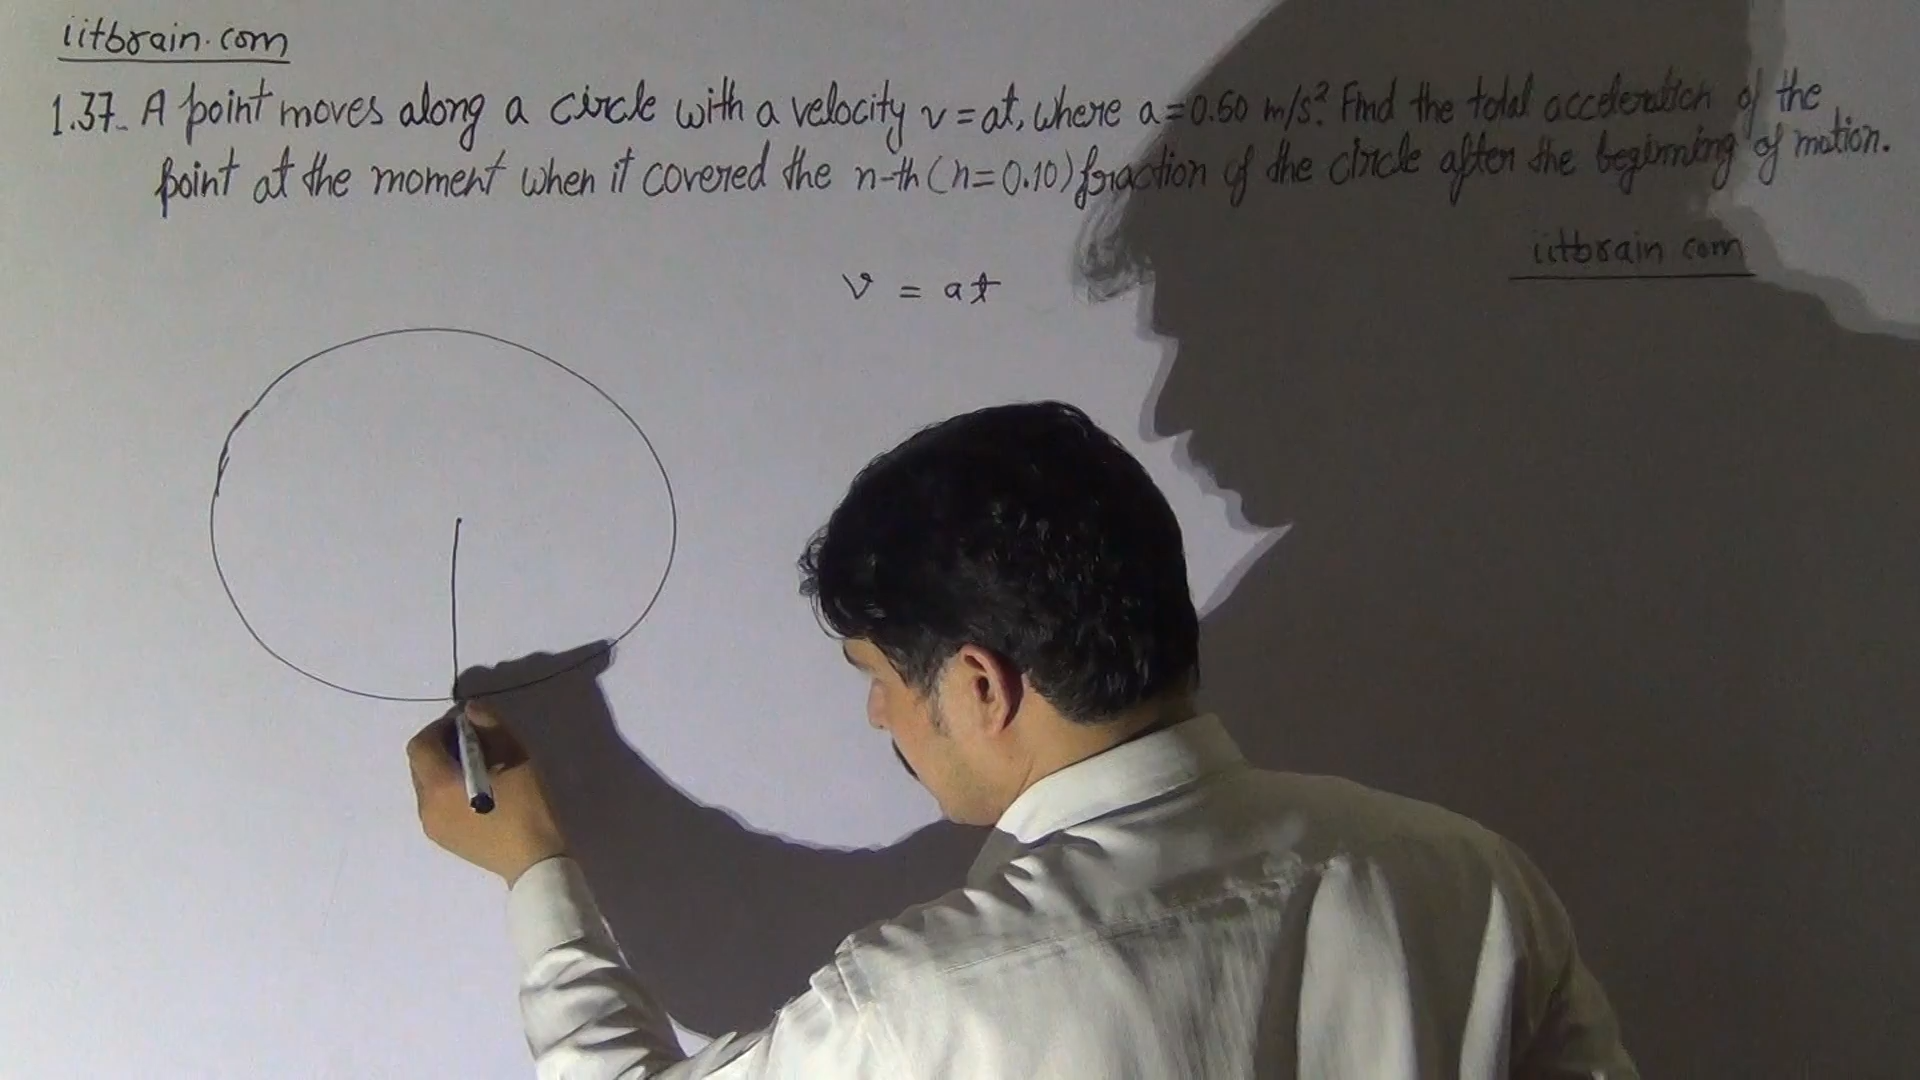 iitbrain.com
1.37. A point moves along a circle with a velocity v = at, where a = 0.50 m/s². Find the total acceleration of the
point at the moment when it covered the n-th (n = 0.10) fraction of the circle after the beginning of motion.
iitbrain com
v = at